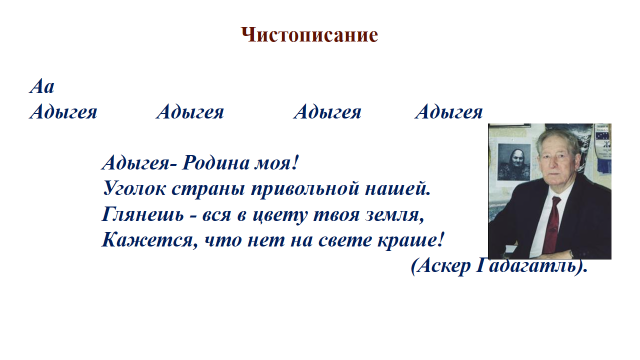 Чистописание
Аа
Адыгея Адыгея Адыгея Адыгея
Адыгея- Родина моя!
Уголок страны привольной нашей.
Глянешь - вся в цвету твоя земля,
Кажется, что нет на свете краше!
(Аскер Гадагатль).